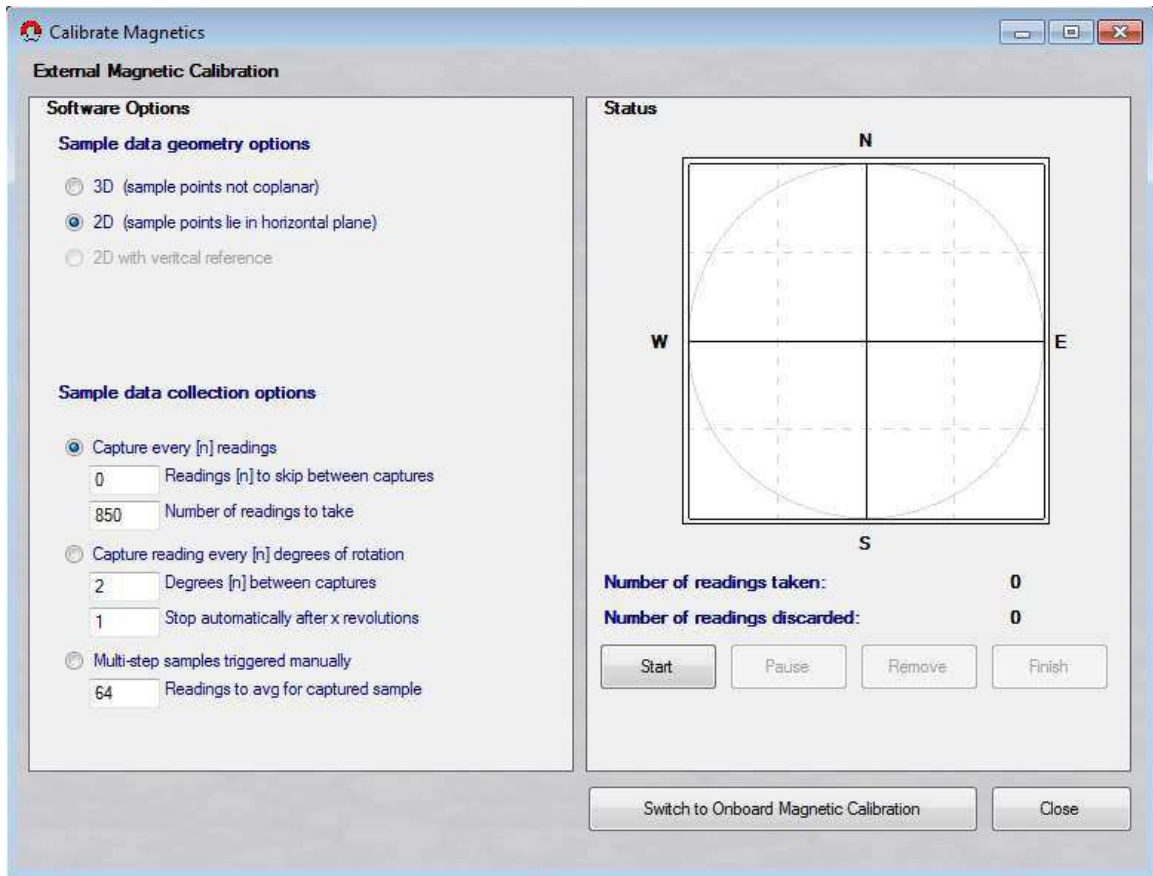 Calibrate Magnetics
External Magnetic Calibration
Software Options
Sample data geometry options
3D (sample points not coplanar)
2D (sample points lie in horizontal plane)
2D with veritcal reference
Sample data collection options
Capture every [n] readings
0 Readings [n] to skip between captures
850 Number of readings to take
Capture reading every [n] degrees of rotation
2 Degrees [n] between captures
1 Stop automatically after x revolutions
Multi-step samples triggered manually
64 Readings to avg for captured sample
Status
N
W E
S
Number of readings taken: 0
Number of readings discarded: 0
Start Pause Remove Finish
Switch to Onboard Magnetic Calibration Close